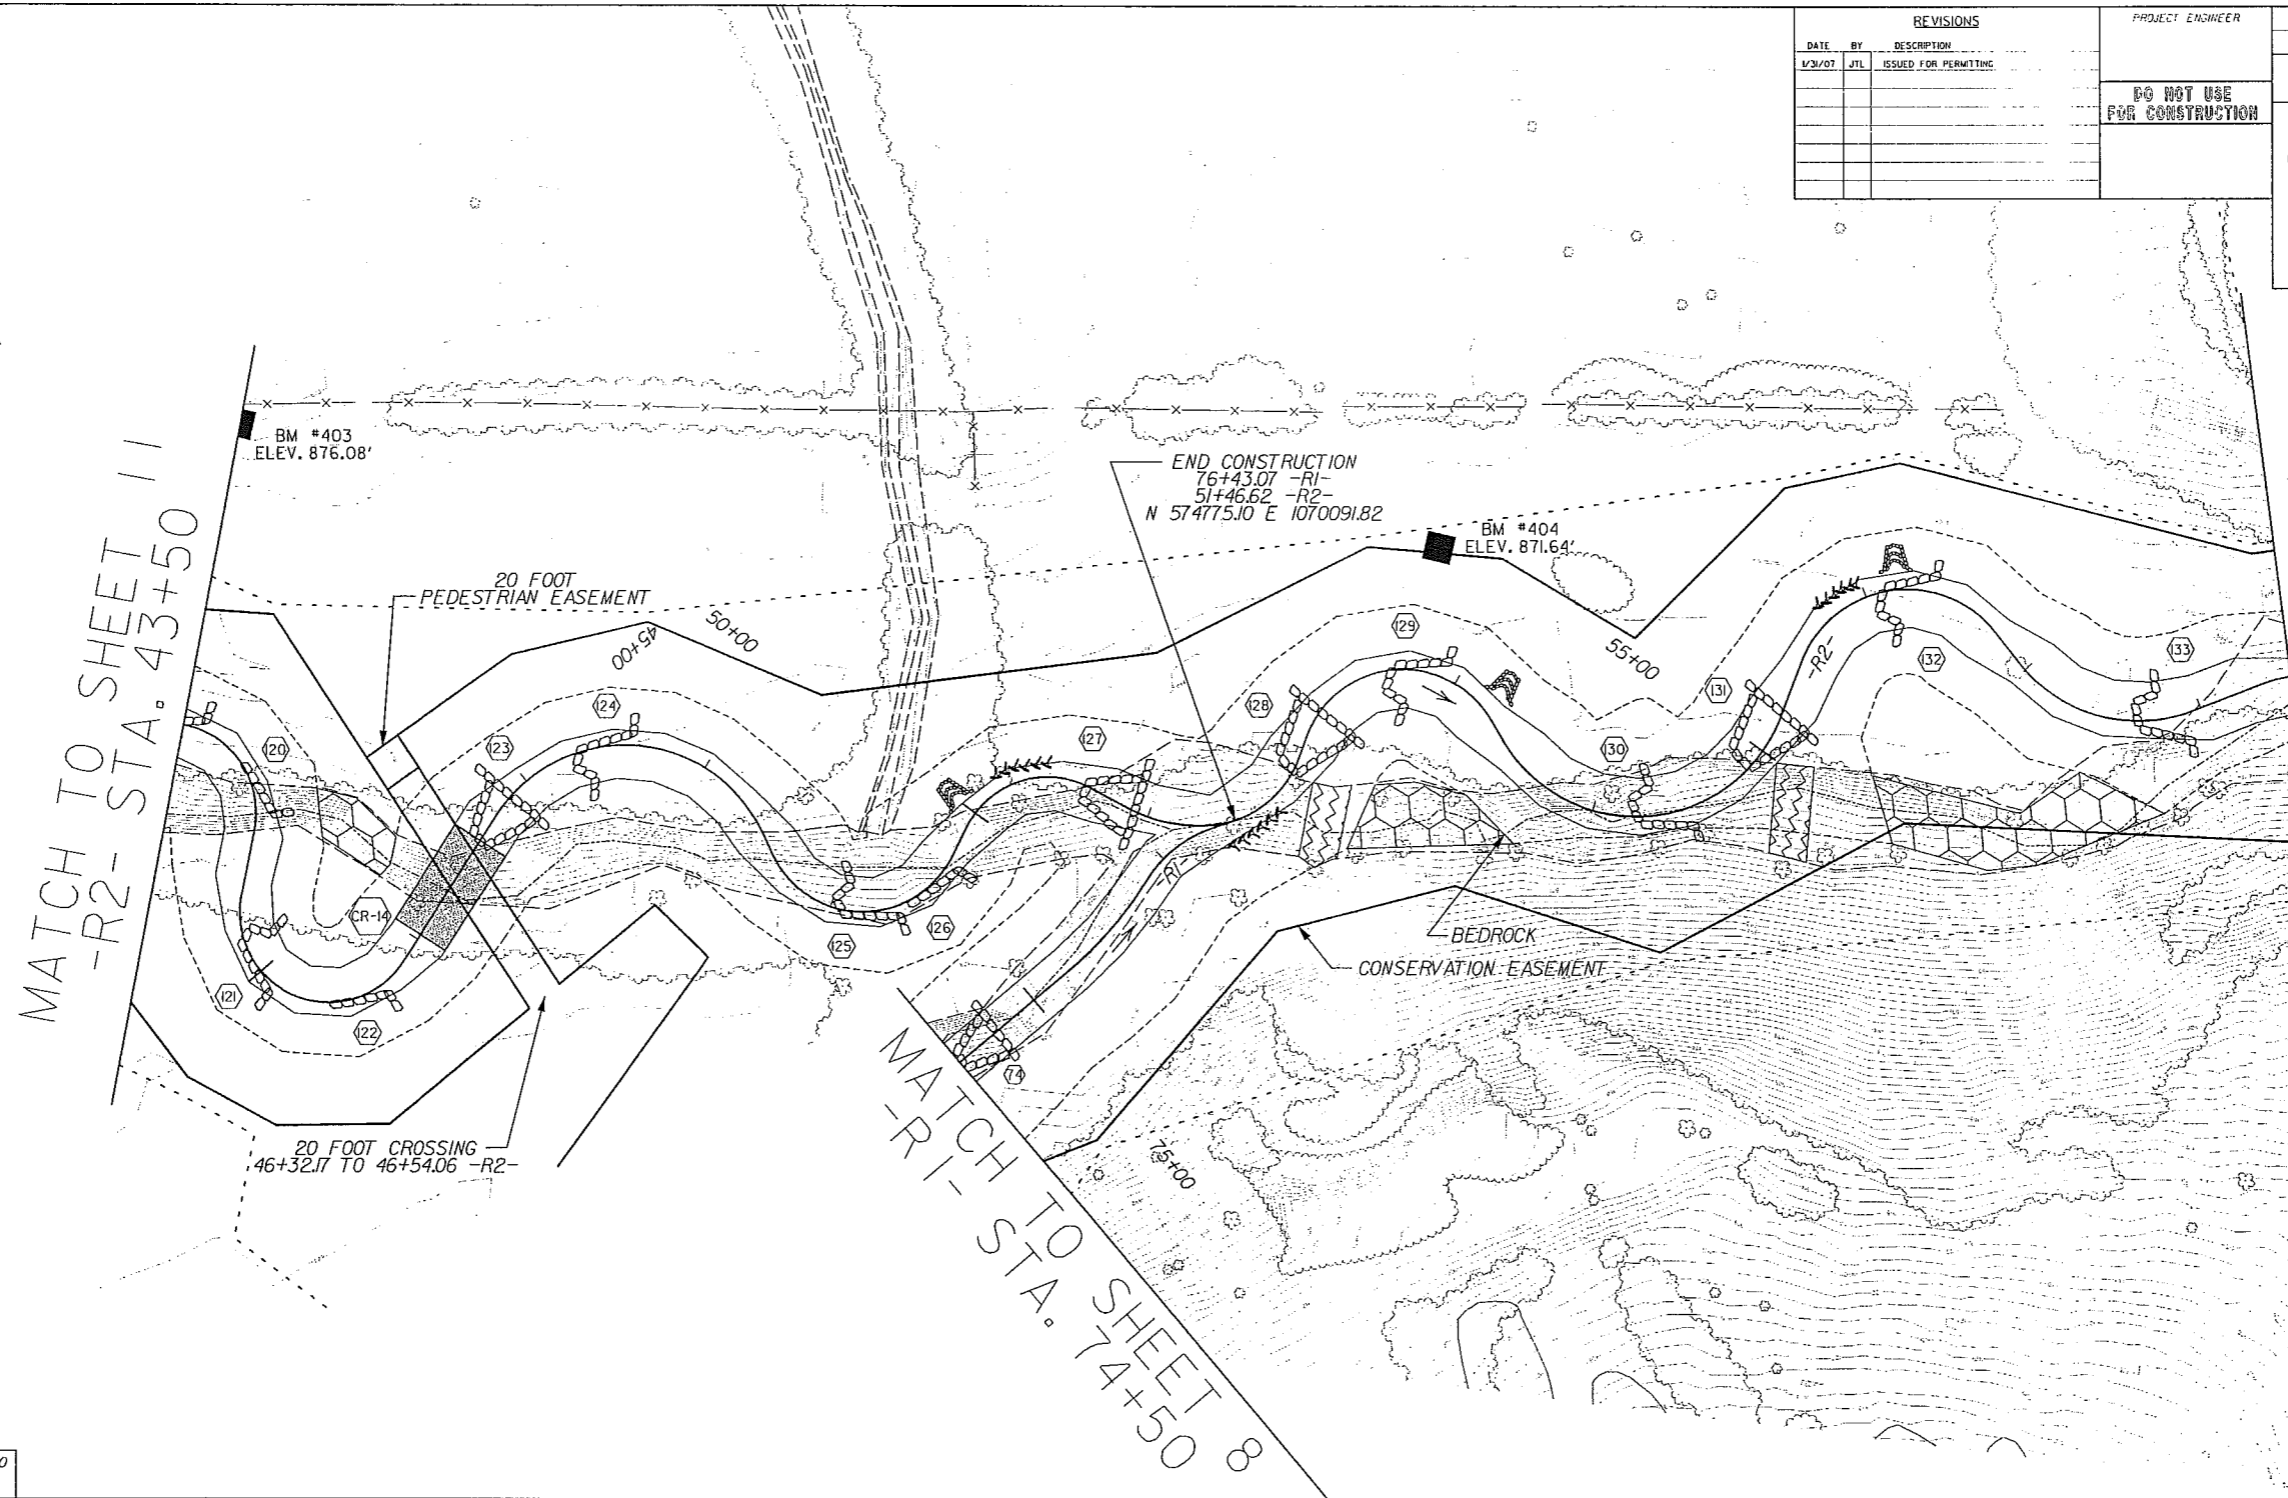 REVISIONS
DATE BY DESCRIPTION
1/31/07 JTL ISSUED FOR PERMITTING
PROJECT ENGINEER
DO NOT USE
FOR CONSTRUCTION
BM #403
ELEV. 876.08'
MATCH TO SHEET 11
-R2- STA. 43+50
END CONSTRUCTION
76+43.07 -R1-
51+46.62 -R2-
N 574775.10 E 1070091.82
BM #404
ELEV. 871.64'
20 FOOT
PEDESTRIAN EASEMENT
45+00
50+00
55+00
-R2-
120
121
122
123
124
125
126
127
128
129
130
131
132
133
CR-14
-R1-
74
BEDROCK
CONSERVATION EASEMENT
20 FOOT CROSSING
46+32.17 TO 46+54.06 -R2-
75+00
MATCH TO SHEET 8
-R1- STA. 74+50